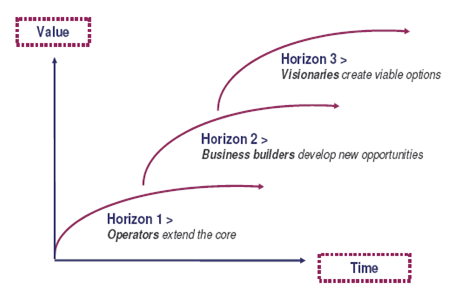 Value
Horizon 3 >
Visionaries create viable options
Horizon 2 >
Business builders develop new opportunities
Horizon 1 >
Operators extend the core
Time